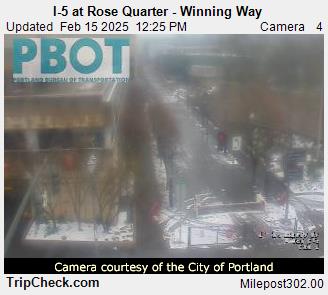 I-5 at Rose Quarter - Winning Way
Updated Feb 15 2025 12:25 PM Camera 4
PBOT
PORTLAND BUREAU OF TRANSPORTATION
Camera courtesy of the City of Portland
TripCheck.com Milepost302.00